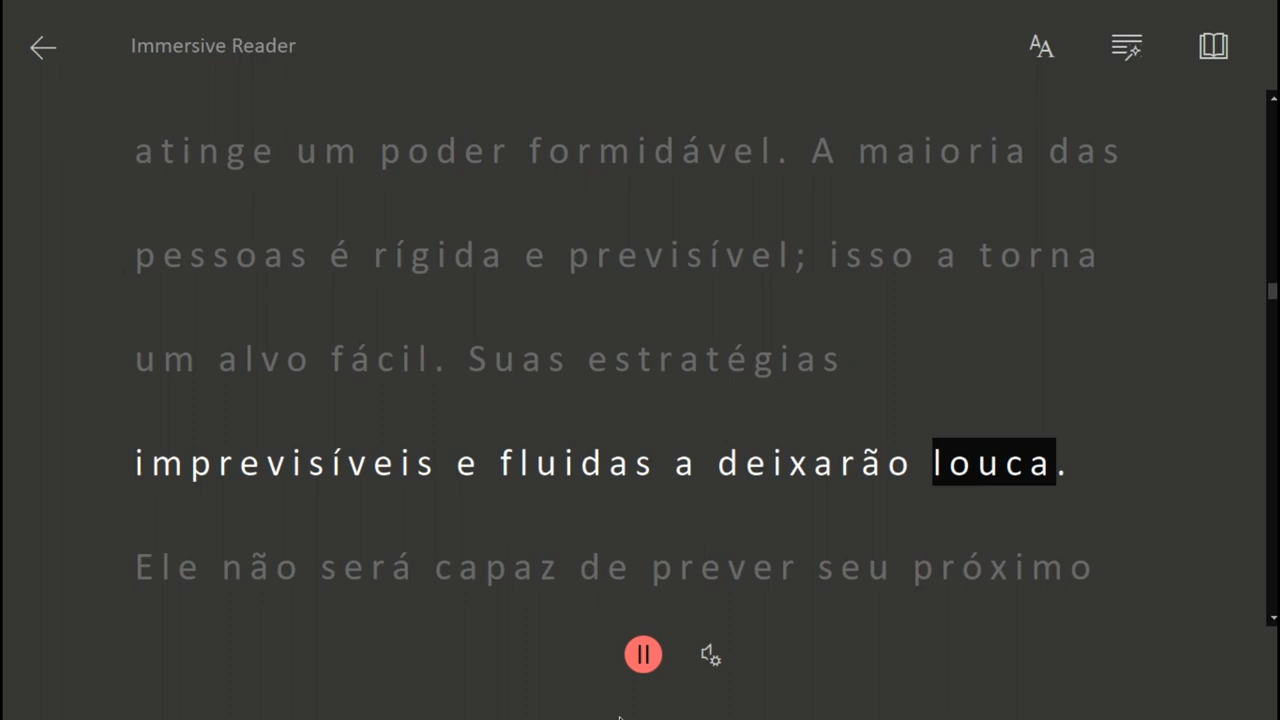 Immersive Reader
atinge um poder formidável. A maioria das
pessoas é rígida e previsível; isso a torna
um alvo fácil. Suas estratégias
imprevisíveis e fluidas a deixarão louca.
Ele não será capaz de prever seu próximo